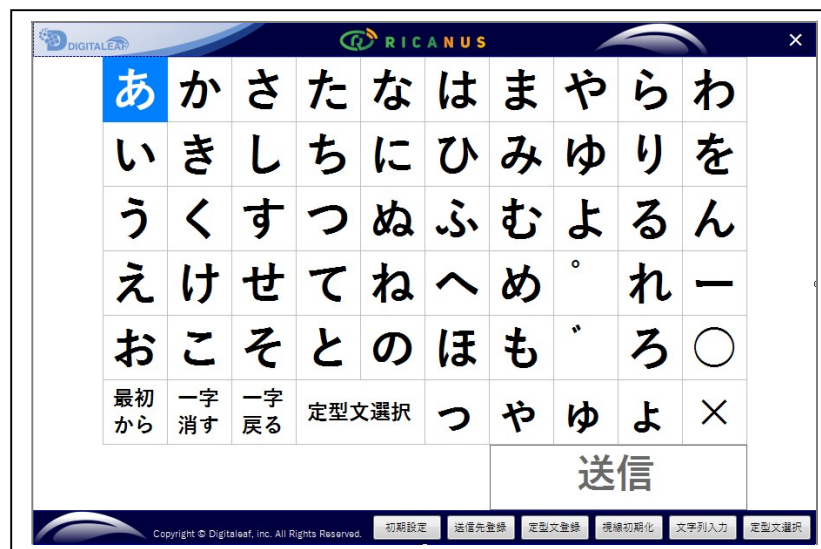 DIGITALEAF RICANUS ×
あ か さ た な は ま や ら わ
い き し ち に ひ み ゆ り を
う く す つ ぬ ふ む よ る ん
え け せ て ね へ め ゜ れ ー
お こ そ と の ほ も ゛ ろ ○
最初から 一字消す 一字戻る 定型文選択 っ ゃ ゅ ょ ×
送信
Copyright © Digitaleaf, inc. All Rights Reserved. 初期設定 送信先登録 定型文登録 視線初期化 文字列入力 定型文選択